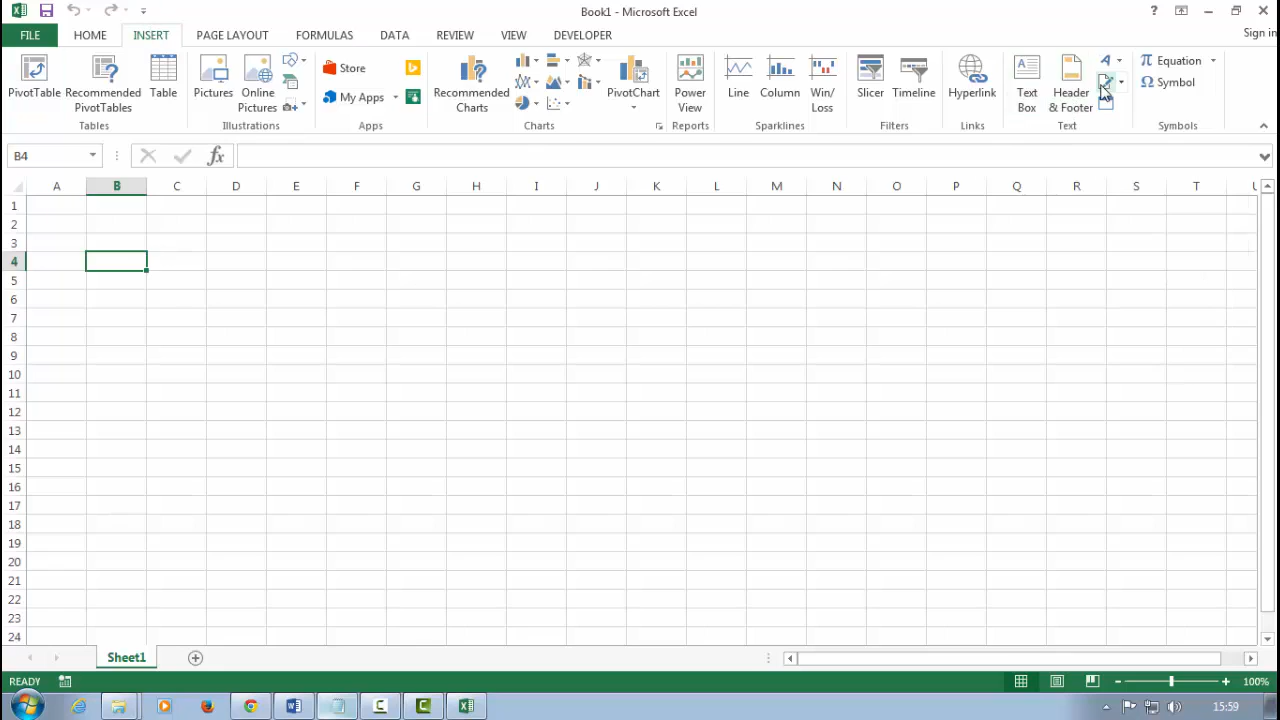 Book1 - Microsoft Excel
?
FILE HOME INSERT PAGE LAYOUT FORMULAS DATA REVIEW VIEW DEVELOPER
Sign in
PivotTable
Recommended
PivotTables
Table
Tables
Pictures
Online
Pictures
Illustrations
Store
My Apps
Apps
Recommended
Charts
PivotChart
Charts
Power
View
Reports
Line
Column
Win/
Loss
Sparklines
Slicer
Timeline
Filters
Hyperlink
Links
Text
Box
Header
& Footer
Text
π Equation
Ω Symbol
Symbols
B4
fx
A B C D E F G H I J K L M N O P Q R S T U
1
2
3
4
5
6
7
8
9
10
11
12
13
14
15
16
17
18
19
20
21
22
23
24
Sheet1
READY
100%
15:59